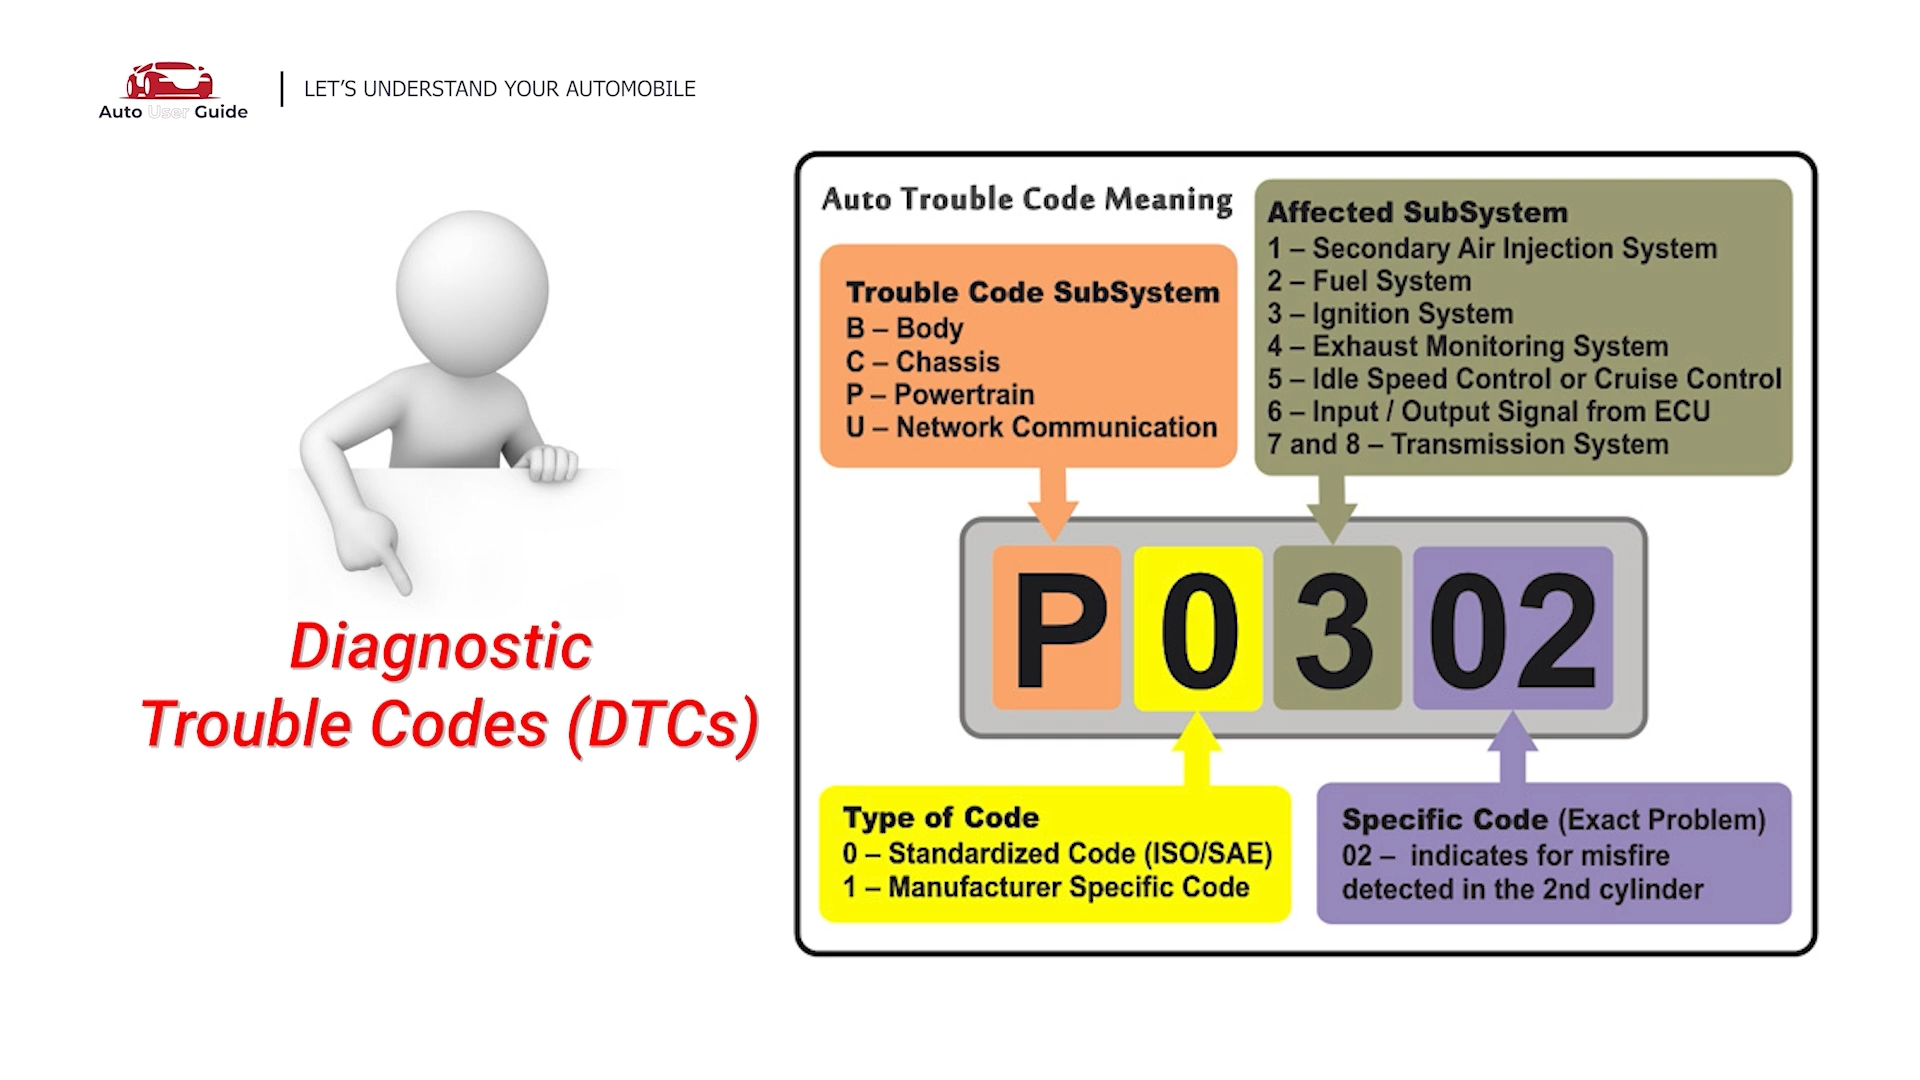 Auto User Guide
LET'S UNDERSTAND YOUR AUTOMOBILE
Diagnostic
Trouble Codes (DTCs)
Auto Trouble Code Meaning
Trouble Code SubSystem
B – Body
C – Chassis
P – Powertrain
U – Network Communication
Affected SubSystem
1 – Secondary Air Injection System
2 – Fuel System
3 – Ignition System
4 – Exhaust Monitoring System
5 – Idle Speed Control or Cruise Control
6 – Input / Output Signal from ECU
7 and 8 – Transmission System
P 0 3 02
Type of Code
0 – Standardized Code (ISO/SAE)
1 – Manufacturer Specific Code
Specific Code (Exact Problem)
02 – indicates for misfire
detected in the 2nd cylinder